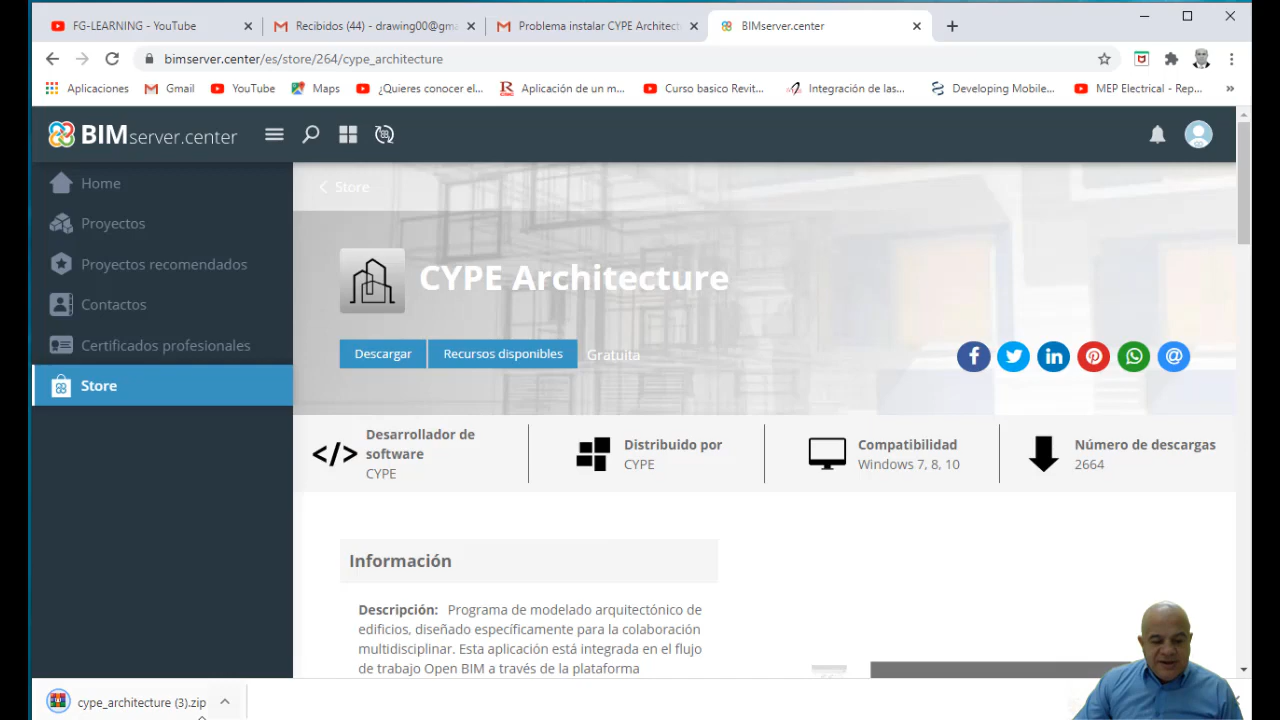 FG-LEARNING - YouTube
Recibidos (44) - drawing00@gma
Problema instalar CYPE Architect
BIMserver.center
bimserver.center/es/store/264/cype_architecture
Aplicaciones
Gmail
YouTube
Maps
¿Quieres conocer el...
Aplicación de un m...
Curso basico Revit...
Integración de las...
Developing Mobile...
MEP Electrical - Rep...
»
BIMserver.center
Home
Proyectos
Proyectos recomendados
Contactos
Certificados profesionales
Store
Store
CYPE Architecture
Descargar
Recursos disponibles
Gratuita
Desarrollador de
software
CYPE
Distribuido por
CYPE
Compatibilidad
Windows 7, 8, 10
Número de descargas
2664
Información
Descripción: Programa de modelado arquitectónico de
edificios, diseñado específicamente para la colaboración
multidisciplinar. Esta aplicación está integrada en el flujo
de trabajo Open BIM a través de la plataforma
cype_architecture (3).zip